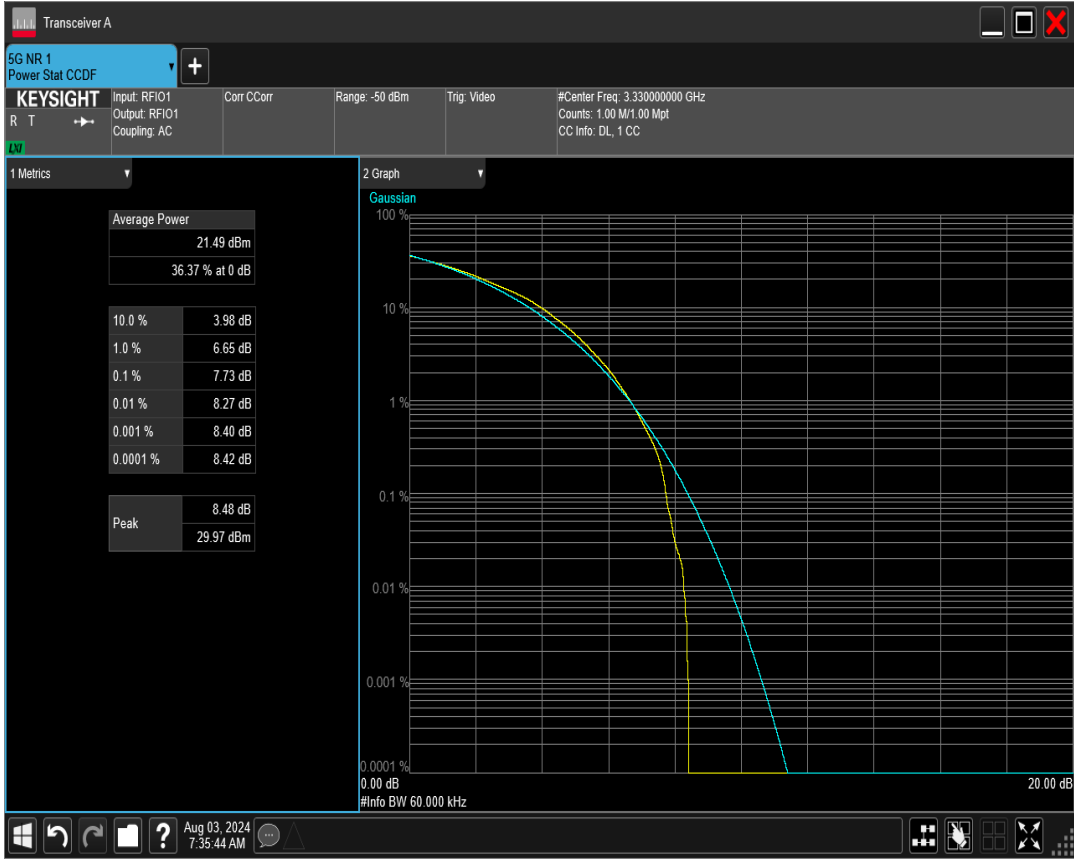 Transceiver A
5G NR 1
Power Stat CCDF
+
KEYSIGHT
R T
LXI
Input: RFIO1
Output: RFIO1
Coupling: AC
Corr CCorr
Range: -50 dBm
Trig: Video
#Center Freq: 3.330000000 GHz
Counts: 1.00 M/1.00 Mpt
CC Info: DL, 1 CC
1 Metrics
Average Power
21.49 dBm
36.37 % at 0 dB
10.0 % 3.98 dB
1.0 % 6.65 dB
0.1 % 7.73 dB
0.01 % 8.27 dB
0.001 % 8.40 dB
0.0001 % 8.42 dB
Peak
8.48 dB
29.97 dBm
2 Graph
Gaussian
100 %
10 %
1 %
0.1 %
0.01 %
0.001 %
0.0001 %
0.00 dB 20.00 dB
#Info BW 60.000 kHz
?
Aug 03, 2024
7:35:44 AM